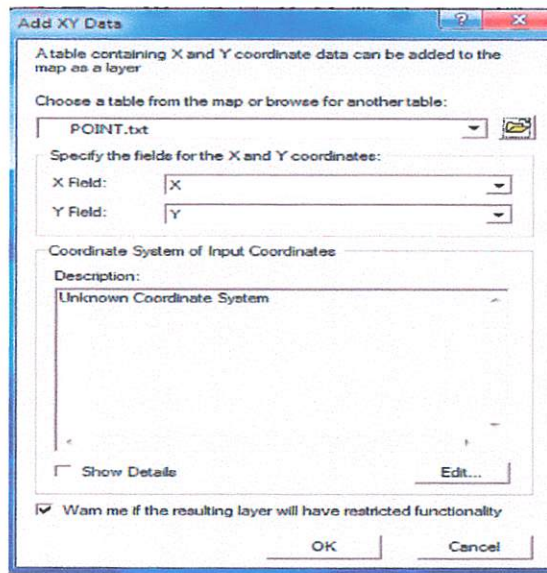 Add XY Data
A table containing X and Y coordinate data can be added to the
map as a layer
Choose a table from the map or browse for another table:
POINT.txt
Specify the fields for the X and Y coordinates:
X Field: X
Y Field: Y
Coordinate System of Input Coordinates
Description:
Unknown Coordinate System
Show Details Edit...
Warn me if the resulting layer will have restricted functionality
OK Cancel